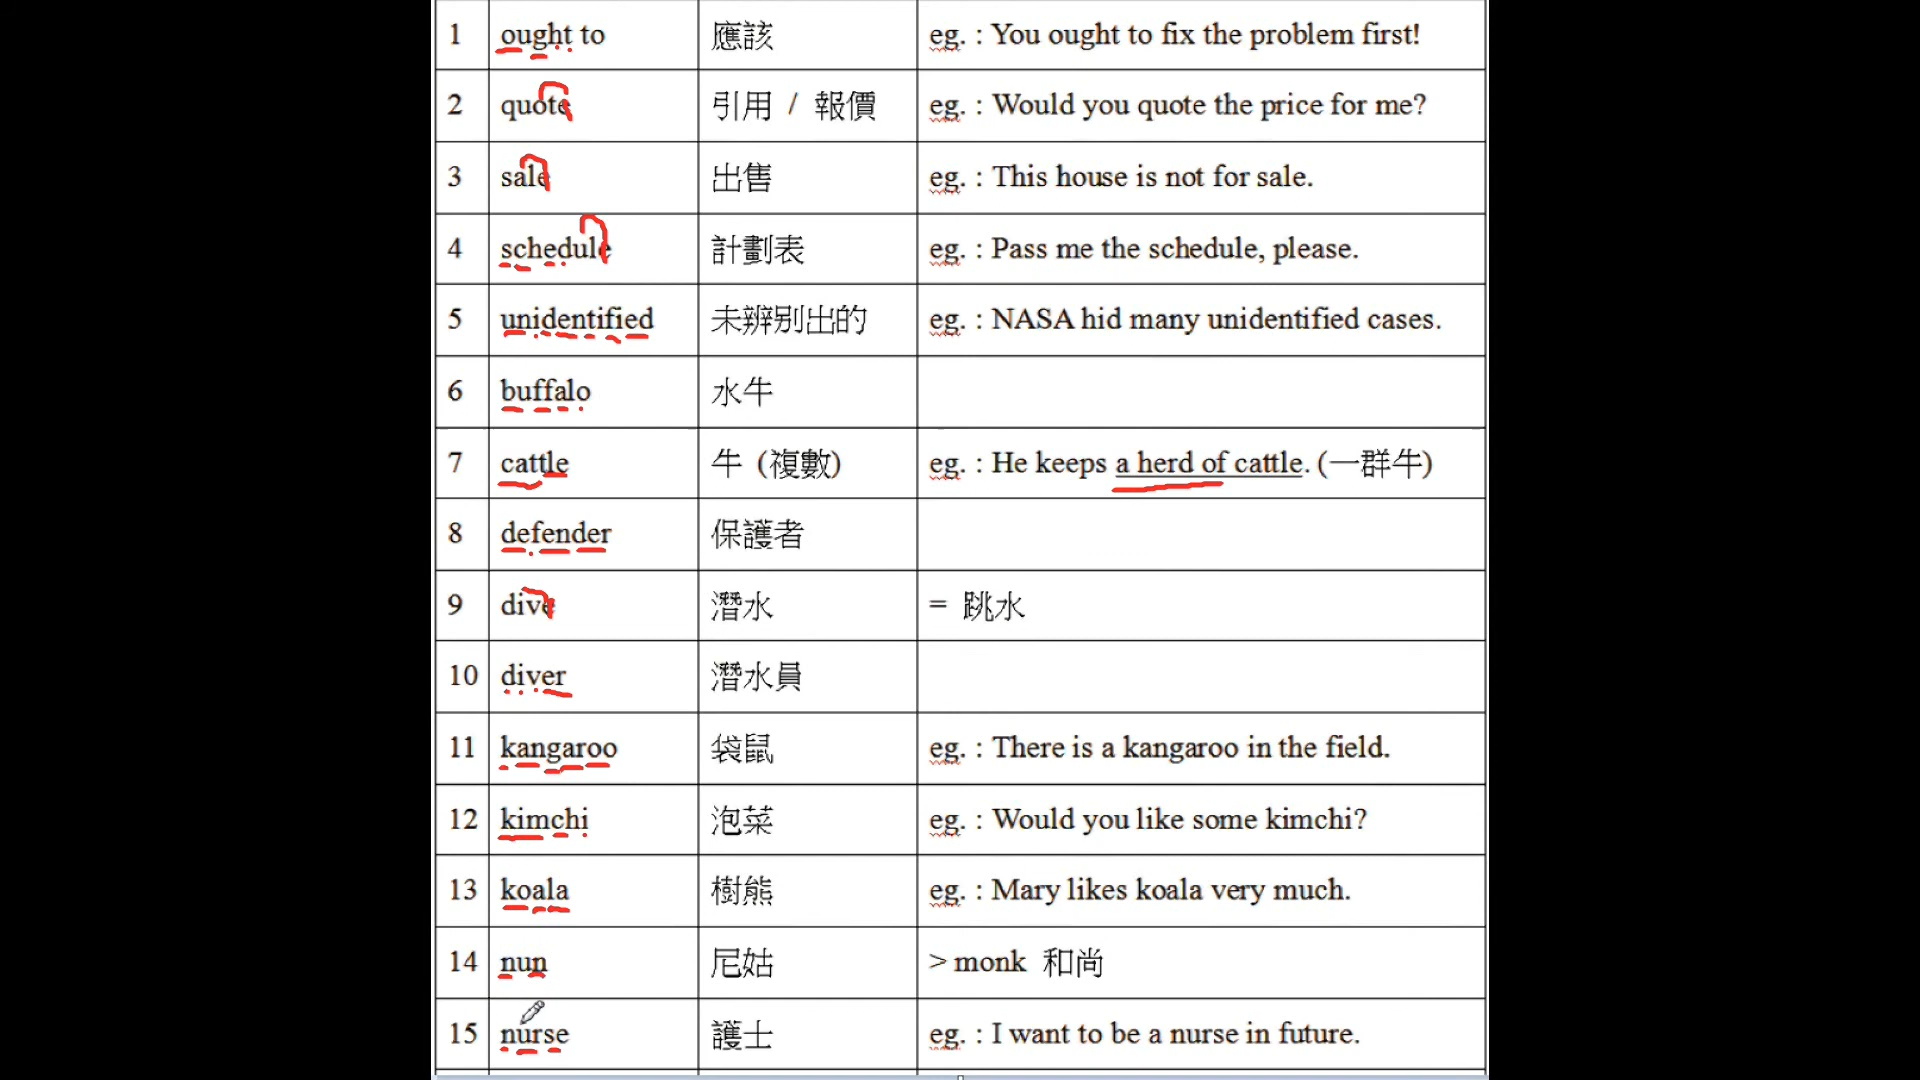 1 ought to 應該 eg. : You ought to fix the problem first!
2 quote 引用 / 報價 eg. : Would you quote the price for me?
3 sale 出售 eg. : This house is not for sale.
4 schedule 計劃表 eg. : Pass me the schedule, please.
5 unidentified 未辨別出的 eg. : NASA hid many unidentified cases.
6 buffalo 水牛
7 cattle 牛 (複數) eg. : He keeps a herd of cattle. (一群牛)
8 defender 保護者
9 dive 潛水 = 跳水
10 diver 潛水員
11 kangaroo 袋鼠 eg. : There is a kangaroo in the field.
12 kimchi 泡菜 eg. : Would you like some kimchi?
13 koala 樹熊 eg. : Mary likes koala very much.
14 nun 尼姑 > monk 和尚
15 nurse 護士 eg. : I want to be a nurse in future.